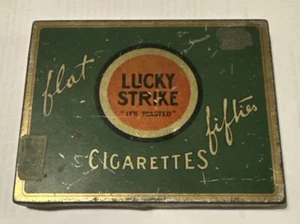 flat
LUCKY
STRIKE
"IT'S TOASTED"
fifties
CIGARETTES